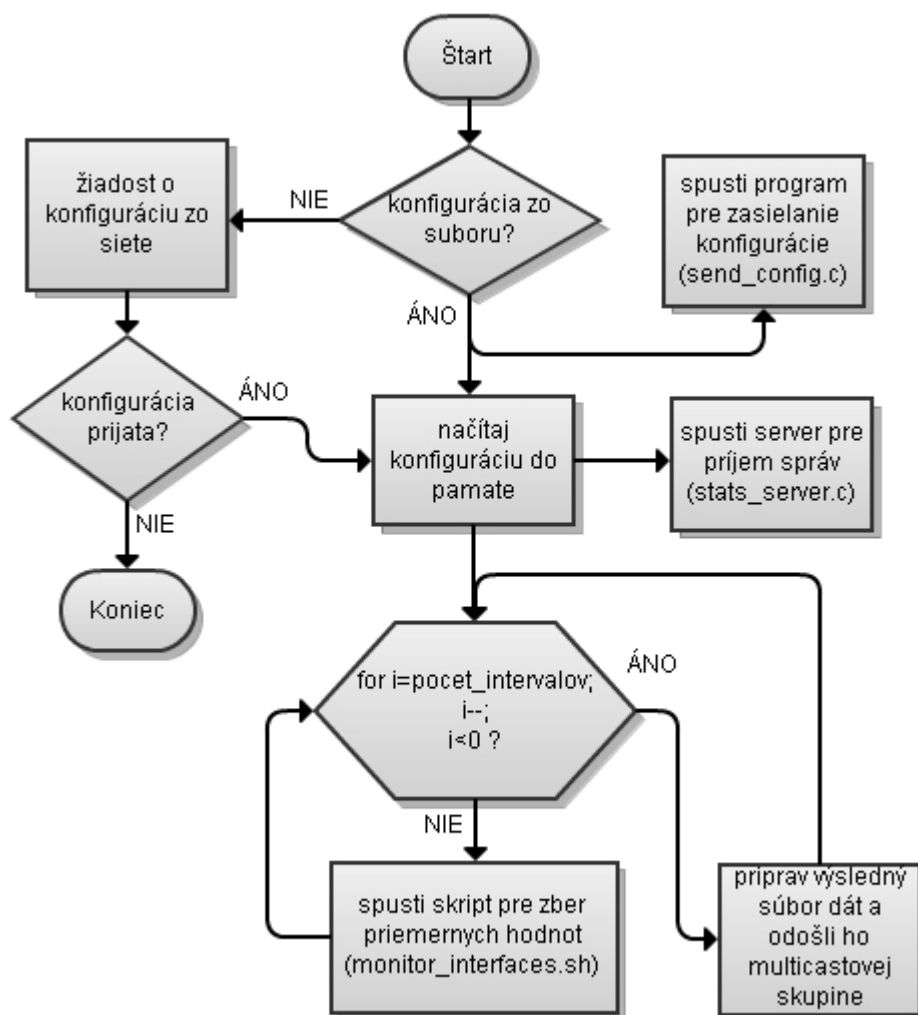 Štart
žiadost o
konfiguráciu zo
siete
NIE
konfigurácia zo
suboru?
spusti program
pre zasielanie
konfigurácie
(send_config.c)
ÁNO
konfigurácia
prijata?
ÁNO
načítaj
konfiguráciu do
pamate
spusti server pre
príjem správ
(stats_server.c)
NIE
Koniec
for i=pocet_intervalov;
i--;
i<0 ?
ÁNO
NIE
spusti skript pre zber
priemernych hodnot
(monitor_interfaces.sh)
priprav výsledný
súbor dát a
odošli ho
multicastovej
skupine